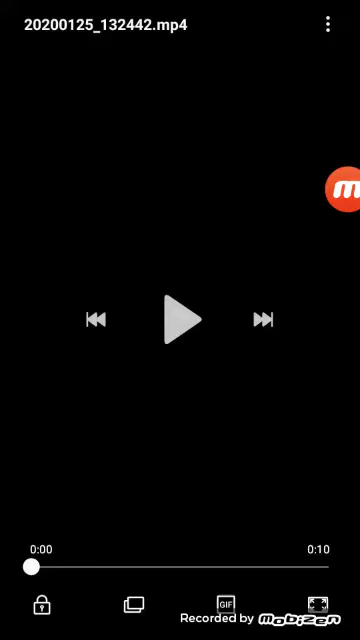 20200125_132442.mp4
m
0:00 0:10
GIF
Recorded by mobizen